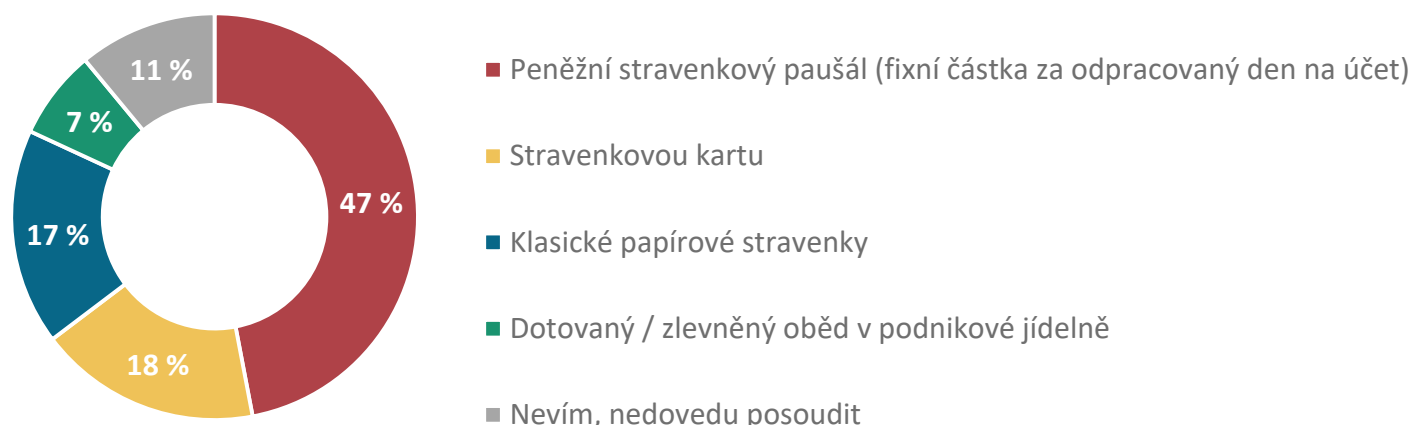 11 %
7 %
47 %
17 %
18 %
Peněžní stravenkový paušál (fixní částka za odpracovaný den na účet)
Stravenkovou kartu
Klasické papírové stravenky
Dotovaný / zlevněný oběd v podnikové jídelně
Nevím, nedovedu posoudit